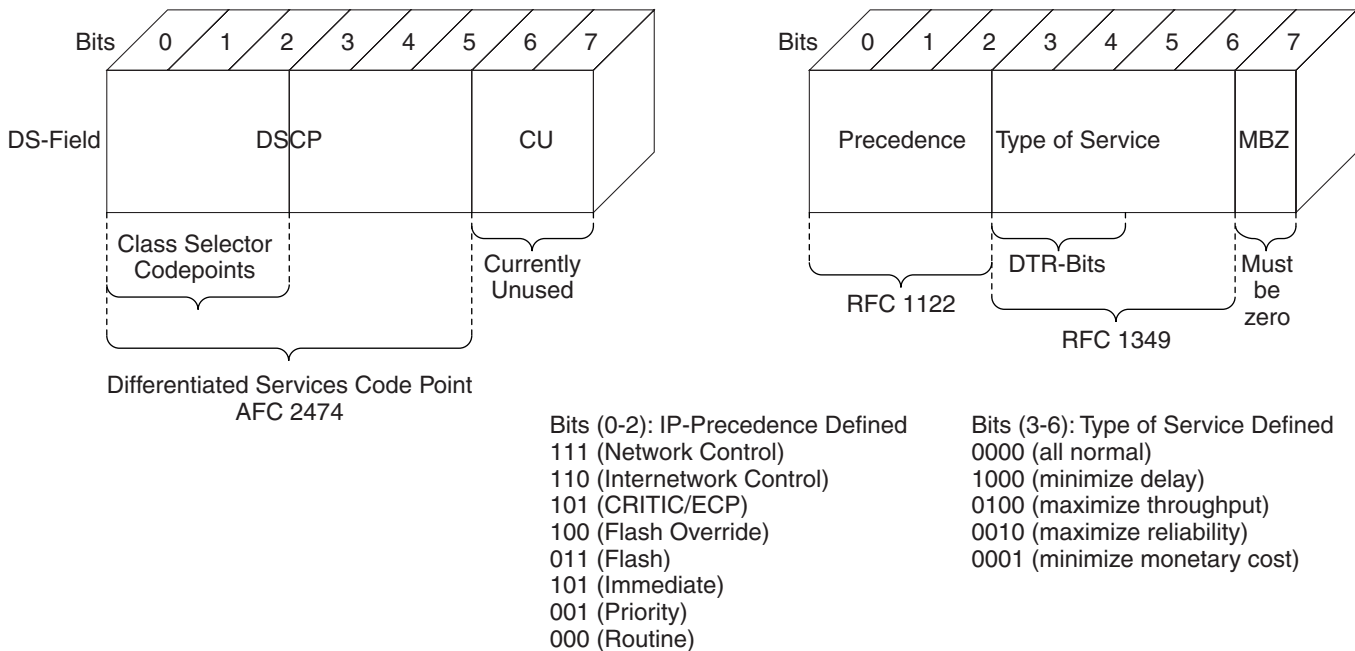 Bits 0 1 2 3 4 5 6 7
DS-Field DSCP CU
Class Selector
Codepoints
Currently
Unused
Differentiated Services Code Point
AFC 2474
Bits 0 1 2 3 4 5 6 7
Precedence Type of Service MBZ
DTR-Bits
Must
be
zero
RFC 1122
RFC 1349
Bits (0-2): IP-Precedence Defined
111 (Network Control)
110 (Internetwork Control)
101 (CRITIC/ECP)
100 (Flash Override)
011 (Flash)
101 (Immediate)
001 (Priority)
000 (Routine)
Bits (3-6): Type of Service Defined
0000 (all normal)
1000 (minimize delay)
0100 (maximize throughput)
0010 (maximize reliability)
0001 (minimize monetary cost)